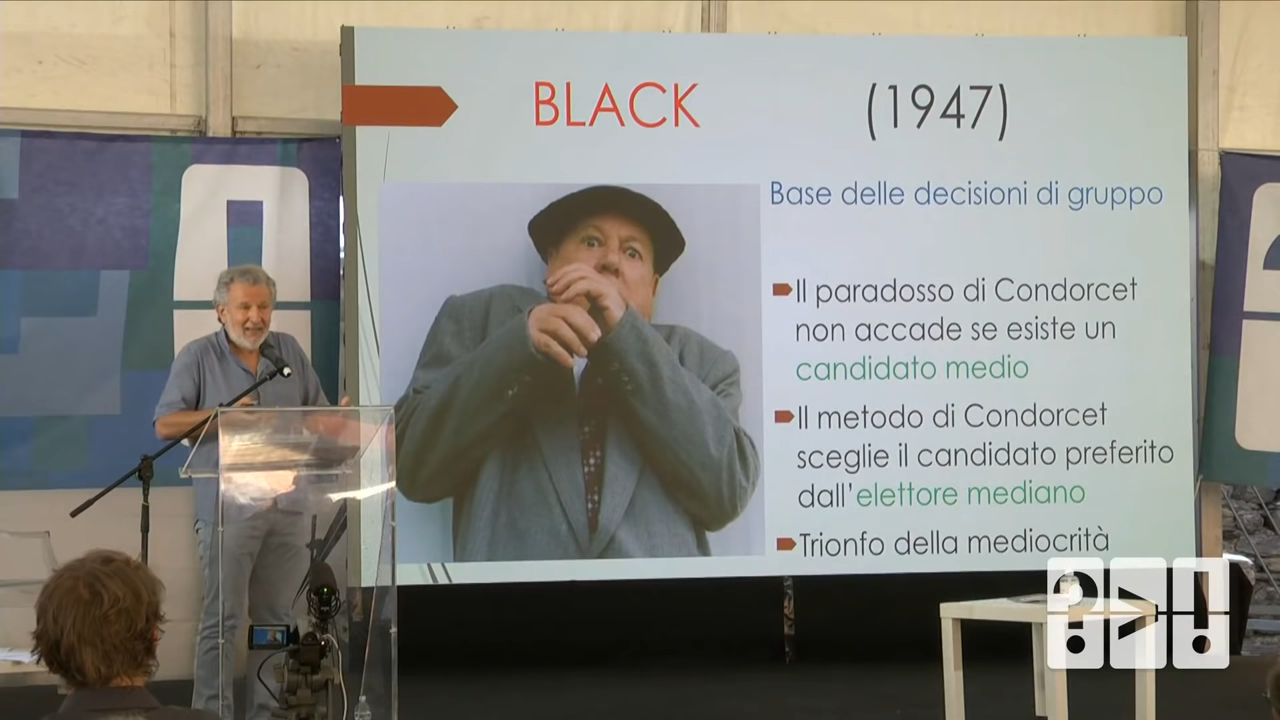 BLACK (1947)
Base delle decisioni di gruppo
Il paradosso di Condorcet
non accade se esiste un
candidato medio
Il metodo di Condorcet
sceglie il candidato preferito
dall'elettore mediano
Trionfo della mediocrità